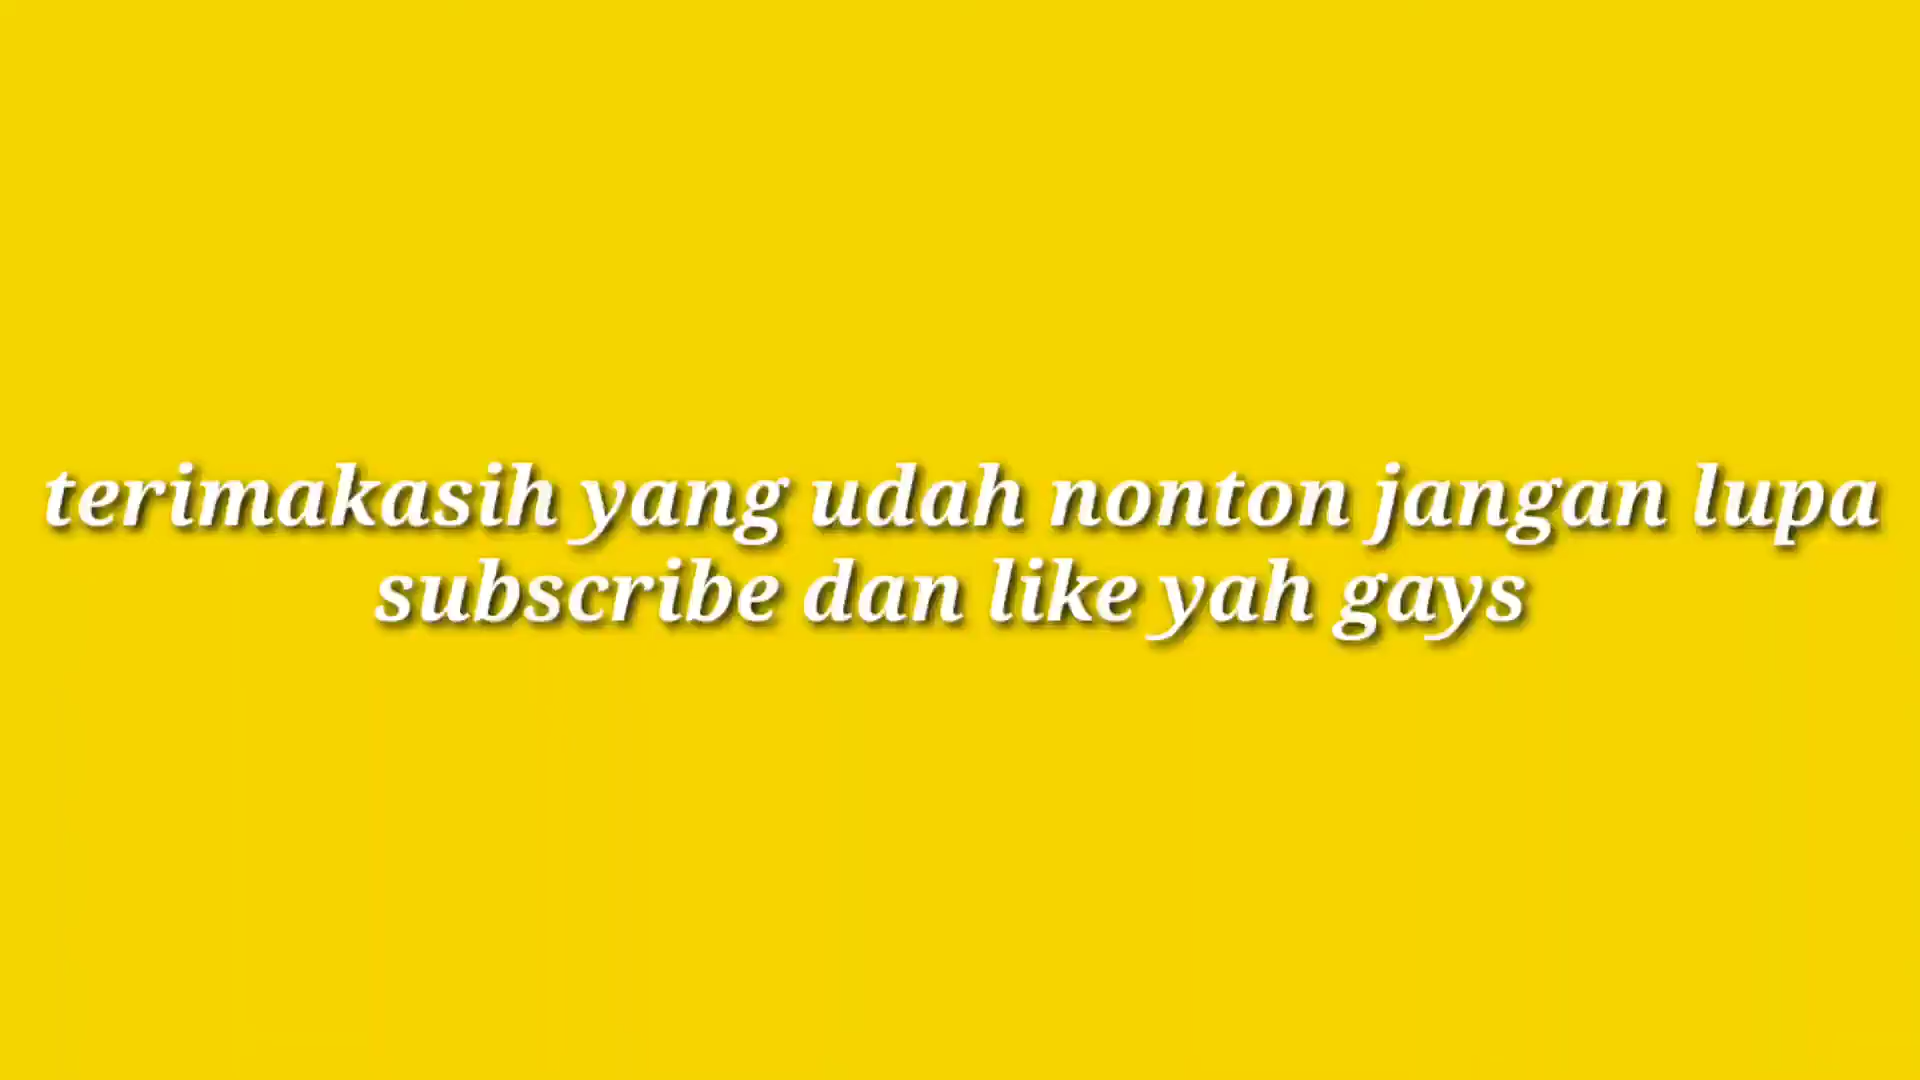 terimakasih yang udah nonton jangan lupa
subscribe dan like yah gays